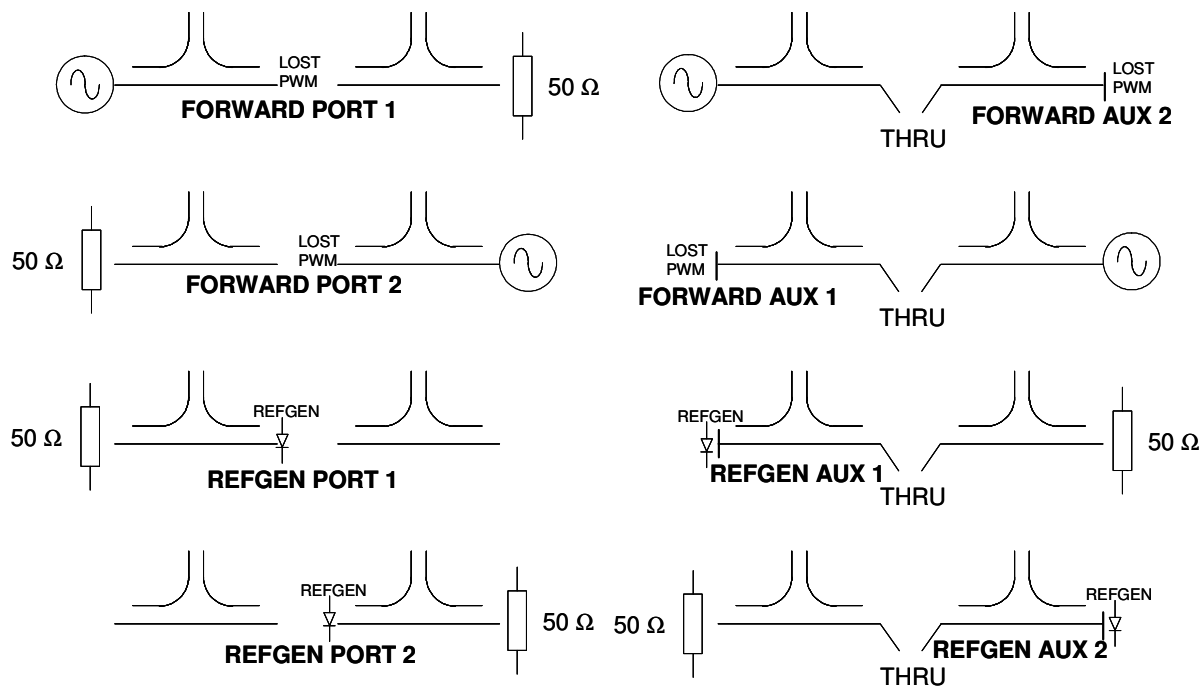 LOST
PWM
50 Ω
FORWARD PORT 1
LOST
PWM
FORWARD AUX 2
THRU
50 Ω
LOST
PWM
FORWARD PORT 2
LOST
PWM
FORWARD AUX 1
THRU
50 Ω
REFGEN
REFGEN PORT 1
REFGEN
50 Ω
REFGEN AUX 1
THRU
REFGEN
50 Ω
REFGEN PORT 2
50 Ω
REFGEN
REFGEN AUX 2
THRU